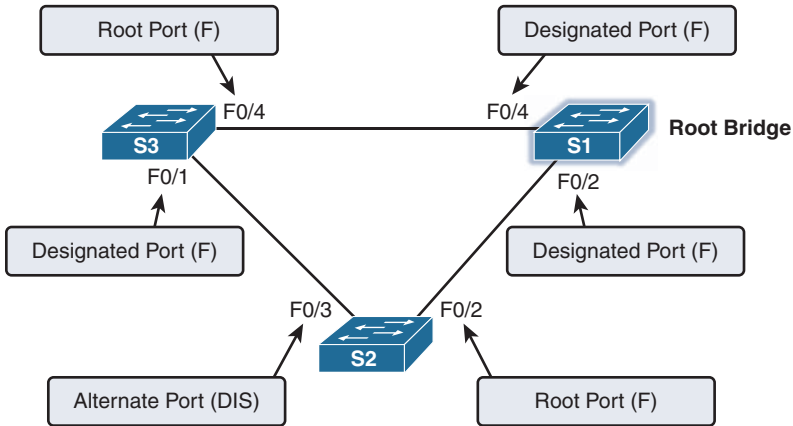 Root Port (F)
Designated Port (F)
F0/4
F0/4
S3
S1
Root Bridge
F0/1
F0/2
Designated Port (F)
Designated Port (F)
F0/3
F0/2
S2
Alternate Port (DIS)
Root Port (F)